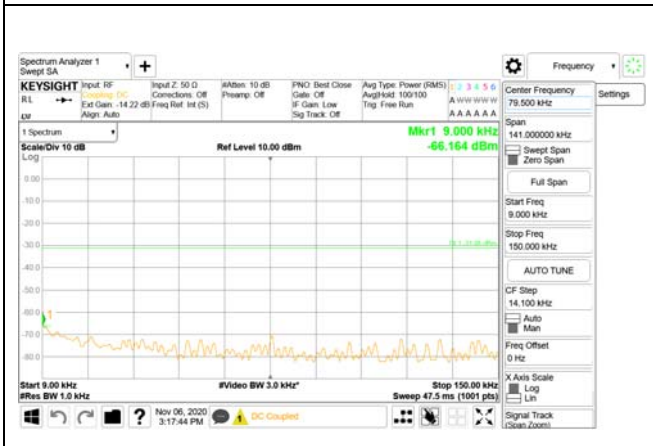 Spectrum Analyzer 1
Swept SA
Frequency
KEYSIGHT
RL
Input: RF
Coupling: DC
Ext Gain: -14.22 dB
Align: Auto
Input Z: 50 Ω
Corrections: Off
Freq Ref: Int (S)
#Atten: 10 dB
Preamp: Off
PNO: Best Close
Gate: Off
IF Gain: Low
Sig Track: Off
Avg Type: Power (RMS)
Avg|Hold: 100/100
Trig: Free Run
1 2 3 4 5 6
A W W W W W
A A A A A A
Center Frequency
79.500 kHz
Settings
Span
141.000000 kHz
Swept Span
Zero Span
Full Span
Start Freq
9.000 kHz
Stop Freq
150.000 kHz
AUTO TUNE
CF Step
14.100 kHz
Auto
Man
Freq Offset
0 Hz
X Axis Scale
Log
Lin
Signal Track
(Span Zoom)
1 Spectrum
Scale/Div 10 dB
Ref Level 10.00 dBm
Mkr1 9.000 kHz
-66.164 dBm
Log
0.00
-10.0
-20.0
-30.0
-40.0
-50.0
-60.0
-70.0
-80.0
1
Start 9.00 kHz
#Video BW 3.0 kHz*
Stop 150.00 kHz
#Res BW 1.0 kHz
Sweep 47.5 ms (1001 pts)
?
Nov 06, 2020
3:17:44 PM
DC Coupled